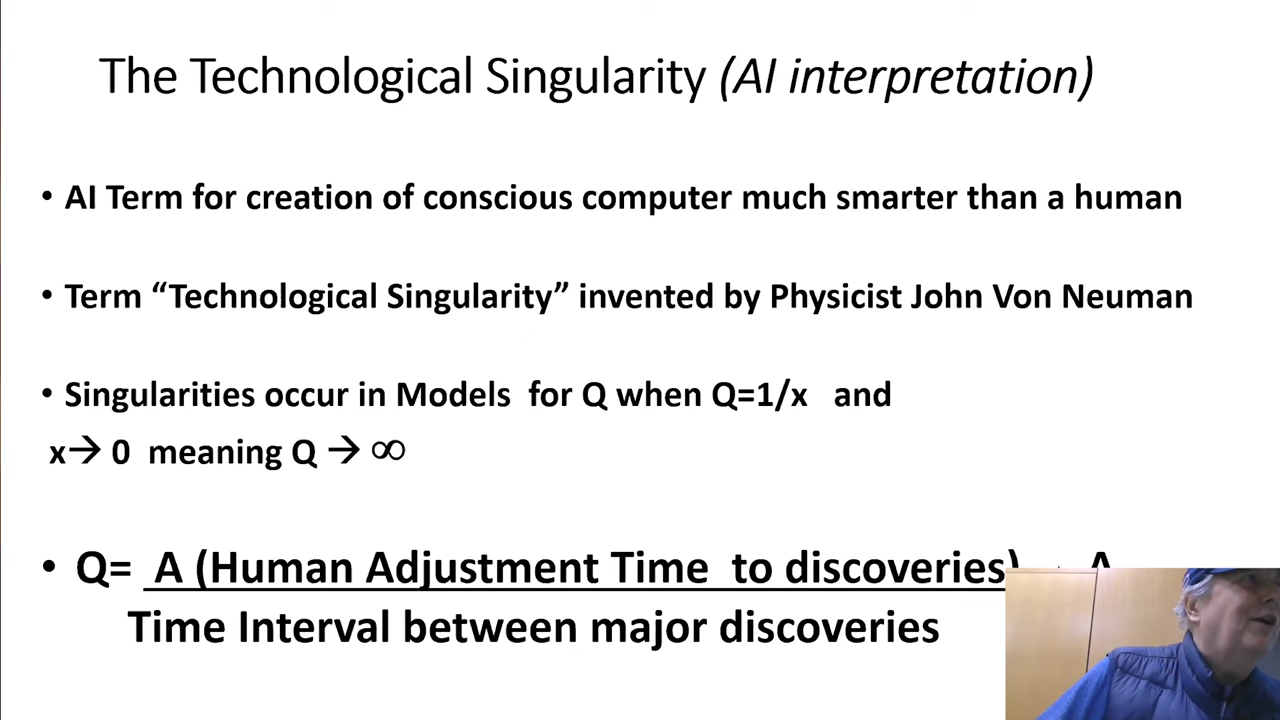 The Technological Singularity (AI interpretation)
• AI Term for creation of conscious computer much smarter than a human
• Term “Technological Singularity” invented by Physicist John Von Neuman
• Singularities occur in Models for Q when Q=1/x and
x→ 0 meaning Q → ∞
• Q= A (Human Adjustment Time to discoveries)
Time Interval between major discoveries